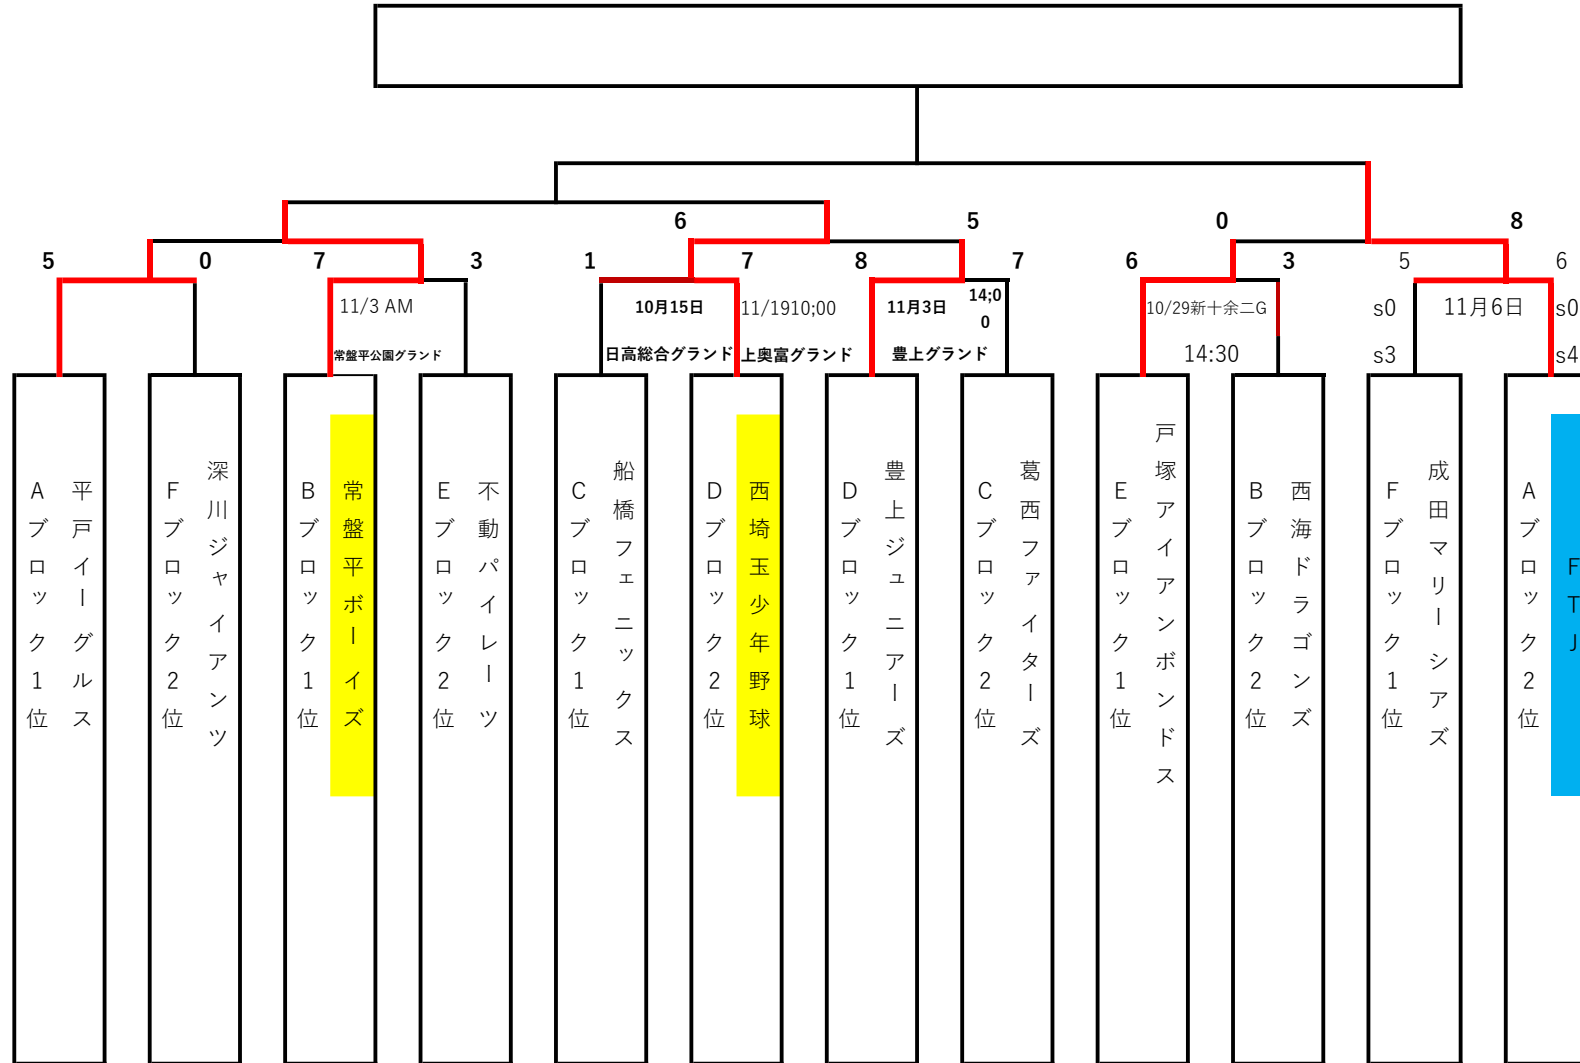 6
5
0
8
5
0
7
3
1
7
8
7
6
3
5
6
11/3 AM
常盤平公園グランド
10月15日
日高総合グランド
11/1910;00
上奥富グランド
11月3日
14;0
0
豊上グランド
10/29新十余二G
14:30
s0
11月6日
s0
s3
s4
平戸イーグルス
Aブロック1位
深川ジャイアンツ
Fブロック2位
常盤平ボーイズ
Bブロック1位
不動パイレーツ
Eブロック2位
船橋フェニックス
Cブロック1位
西埼玉少年野球
Dブロック2位
豊上ジュニアーズ
Dブロック1位
葛西ファイターズ
Cブロック2位
戸塚アイアンボンドス
Eブロック1位
西海ドラゴンズ
Bブロック2位
成田マリーシアズ
Fブロック1位
FTJ
Aブロック2位